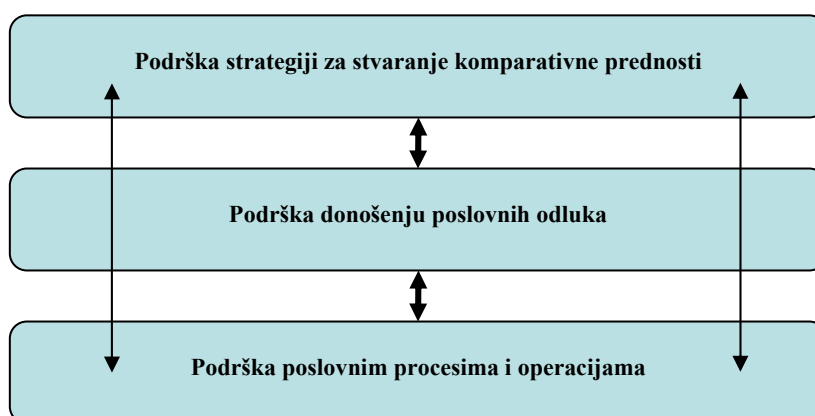 Podrška strategiji za stvaranje komparativne prednosti
Podrška donošenju poslovnih odluka
Podrška poslovnim procesima i operacijama